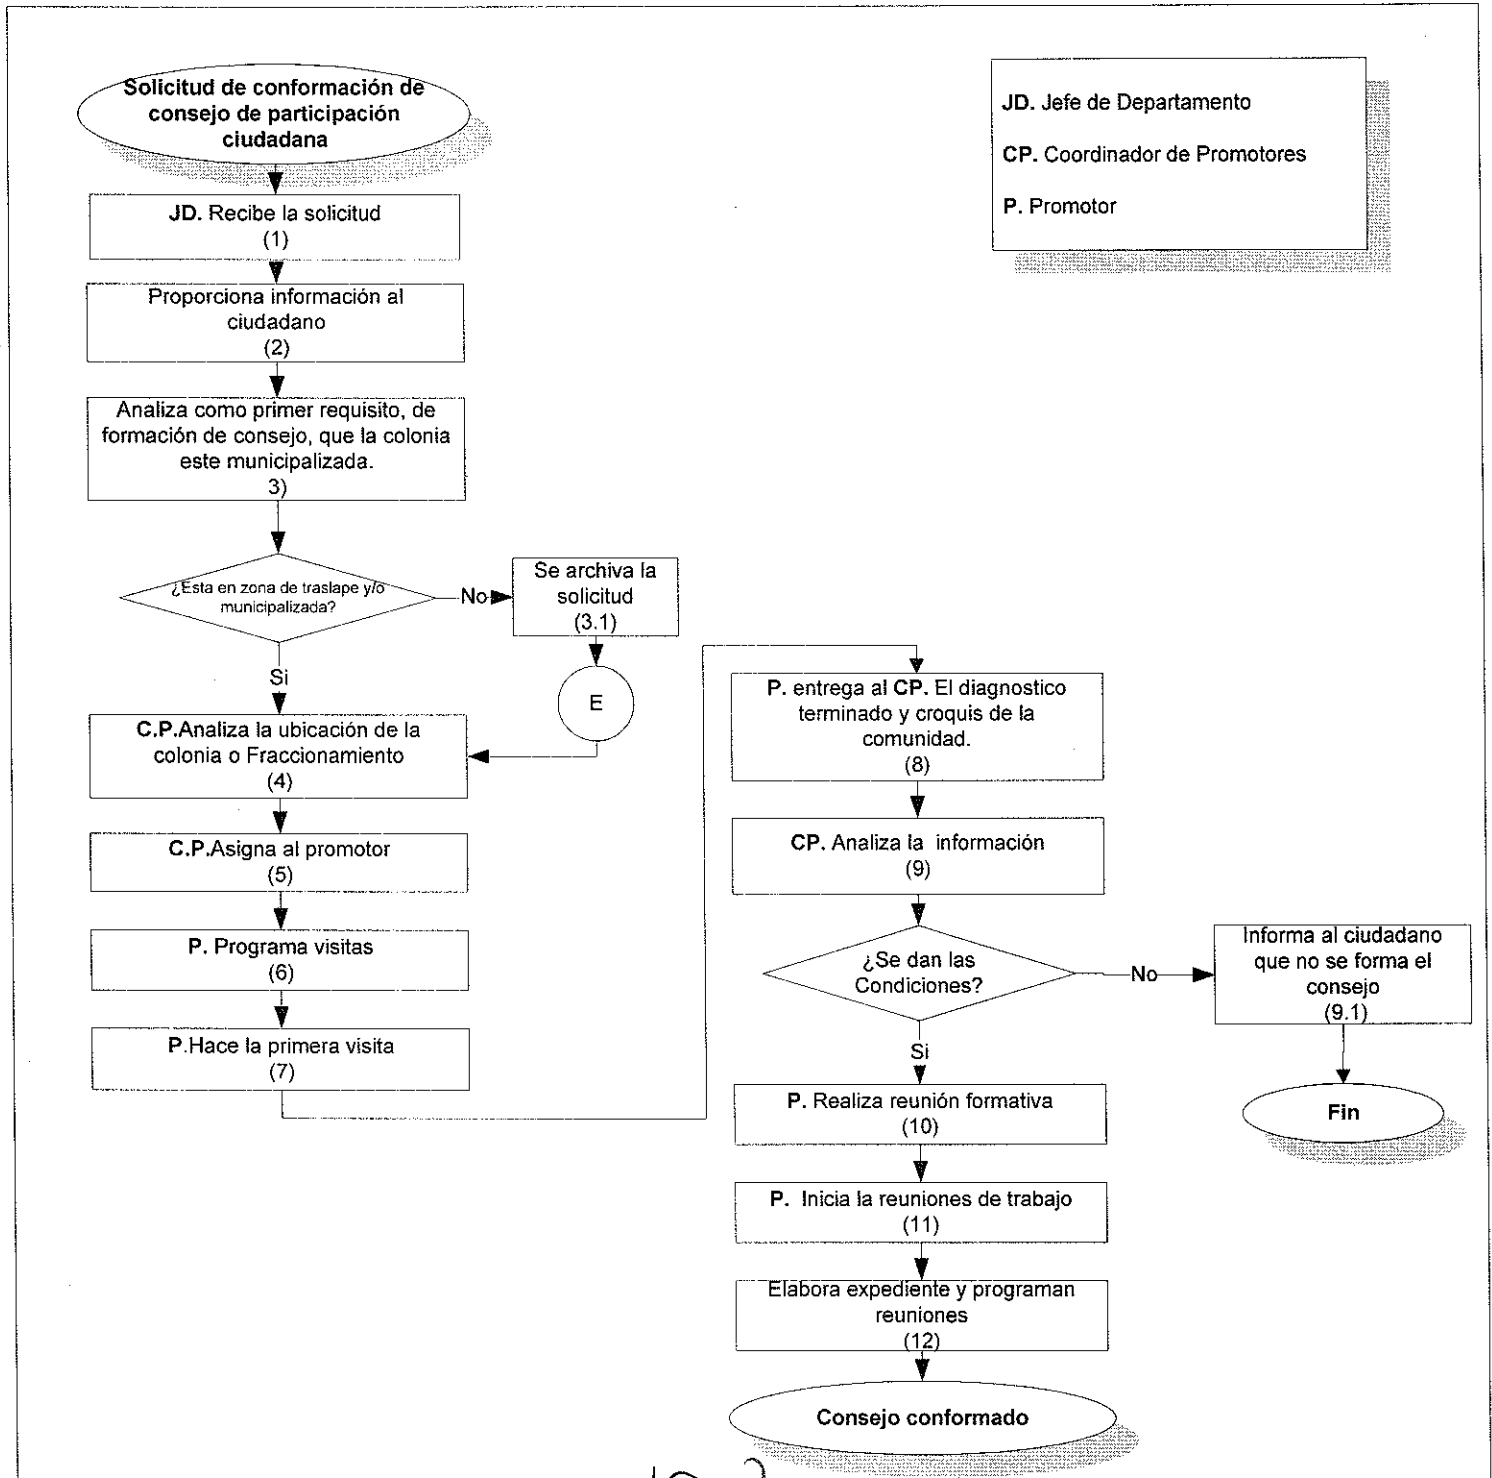 Solicitud de conformación de
consejo de participación
ciudadana
JD. Recibe la solicitud
(1)
Proporciona información al
ciudadano
(2)
Analiza como primer requisito, de
formación de consejo, que la colonia
este municipalizada.
3)
¿Esta en zona de traslape y/o
municipalizada?
No
Se archiva la
solicitud
(3.1)
E
Si
C.P.Analiza la ubicación de la
colonia o Fraccionamiento
(4)
C.P.Asigna al promotor
(5)
P. Programa visitas
(6)
P.Hace la primera visita
(7)
JD. Jefe de Departamento
CP. Coordinador de Promotores
P. Promotor
P. entrega al CP. El diagnostico
terminado y croquis de la
comunidad.
(8)
CP. Analiza la información
(9)
¿Se dan las
Condiciones?
No
Informa al ciudadano
que no se forma el
consejo
(9.1)
Fin
Si
P. Realiza reunión formativa
(10)
P. Inicia la reuniones de trabajo
(11)
Elabora expediente y programan
reuniones
(12)
Consejo conformado